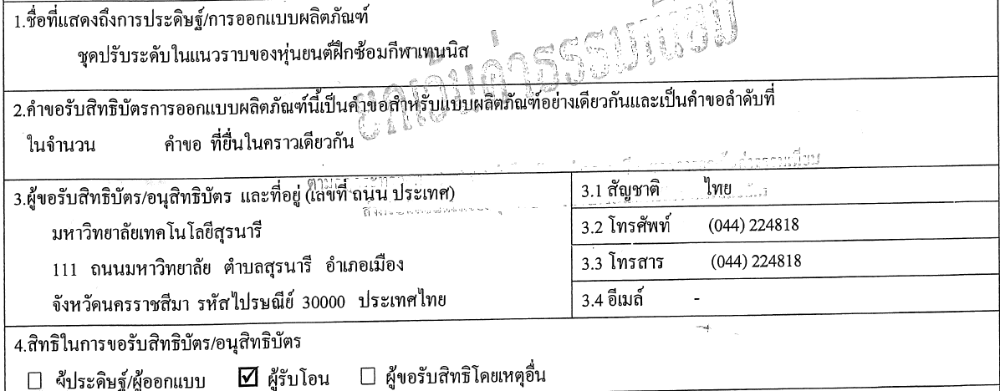 1.ชื่อที่แสดงถึงการประดิษฐ์/การออกแบบผลิตภัณฑ์
ชุดปรับระดับในแนวราบของหุ่นยนต์ฝึกซ้อมกีฬาเทนนิส
ยกเว้นค่าธรรมเนียม
2.คำขอรับสิทธิบัตรการออกแบบผลิตภัณฑ์นี้เป็นคำขอสำหรับแบบผลิตภัณฑ์อย่างเดียวกันและเป็นคำขอลำดับที่
ในจำนวน คำขอ ที่ยื่นในคราวเดียวกัน
3.ผู้ขอรับสิทธิบัตร/อนุสิทธิบัตร และที่อยู่ (เลขที่ ถนน ประเทศ)
มหาวิทยาลัยเทคโนโลยีสุรนารี
111 ถนนมหาวิทยาลัย ตำบลสุรนารี อำเภอเมือง
จังหวัดนครราชสีมา รหัสไปรษณีย์ 30000 ประเทศไทย
3.1 สัญชาติ ไทย
3.2 โทรศัพท์ (044) 224818
3.3 โทรสาร (044) 224818
3.4 อีเมล์ -
4.สิทธิในการขอรับสิทธิบัตร/อนุสิทธิบัตร
☐ ผู้ประดิษฐ์/ผู้ออกแบบ ☑ ผู้รับโอน ☐ ผู้ขอรับสิทธิโดยเหตุอื่น